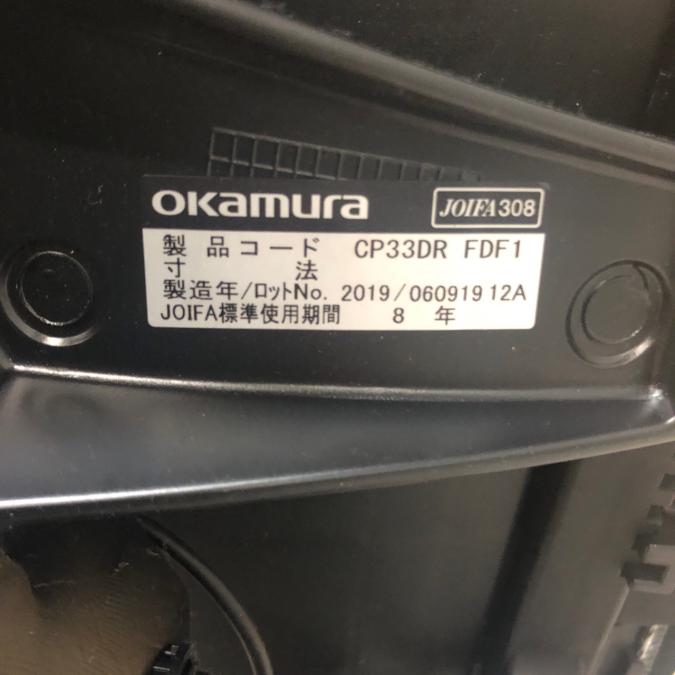 okamura JOIFA308
製品コード CP33DR FDF1
寸法
製造年/ロットNo. 2019/060919 12A
JOIFA標準使用期間 8 年